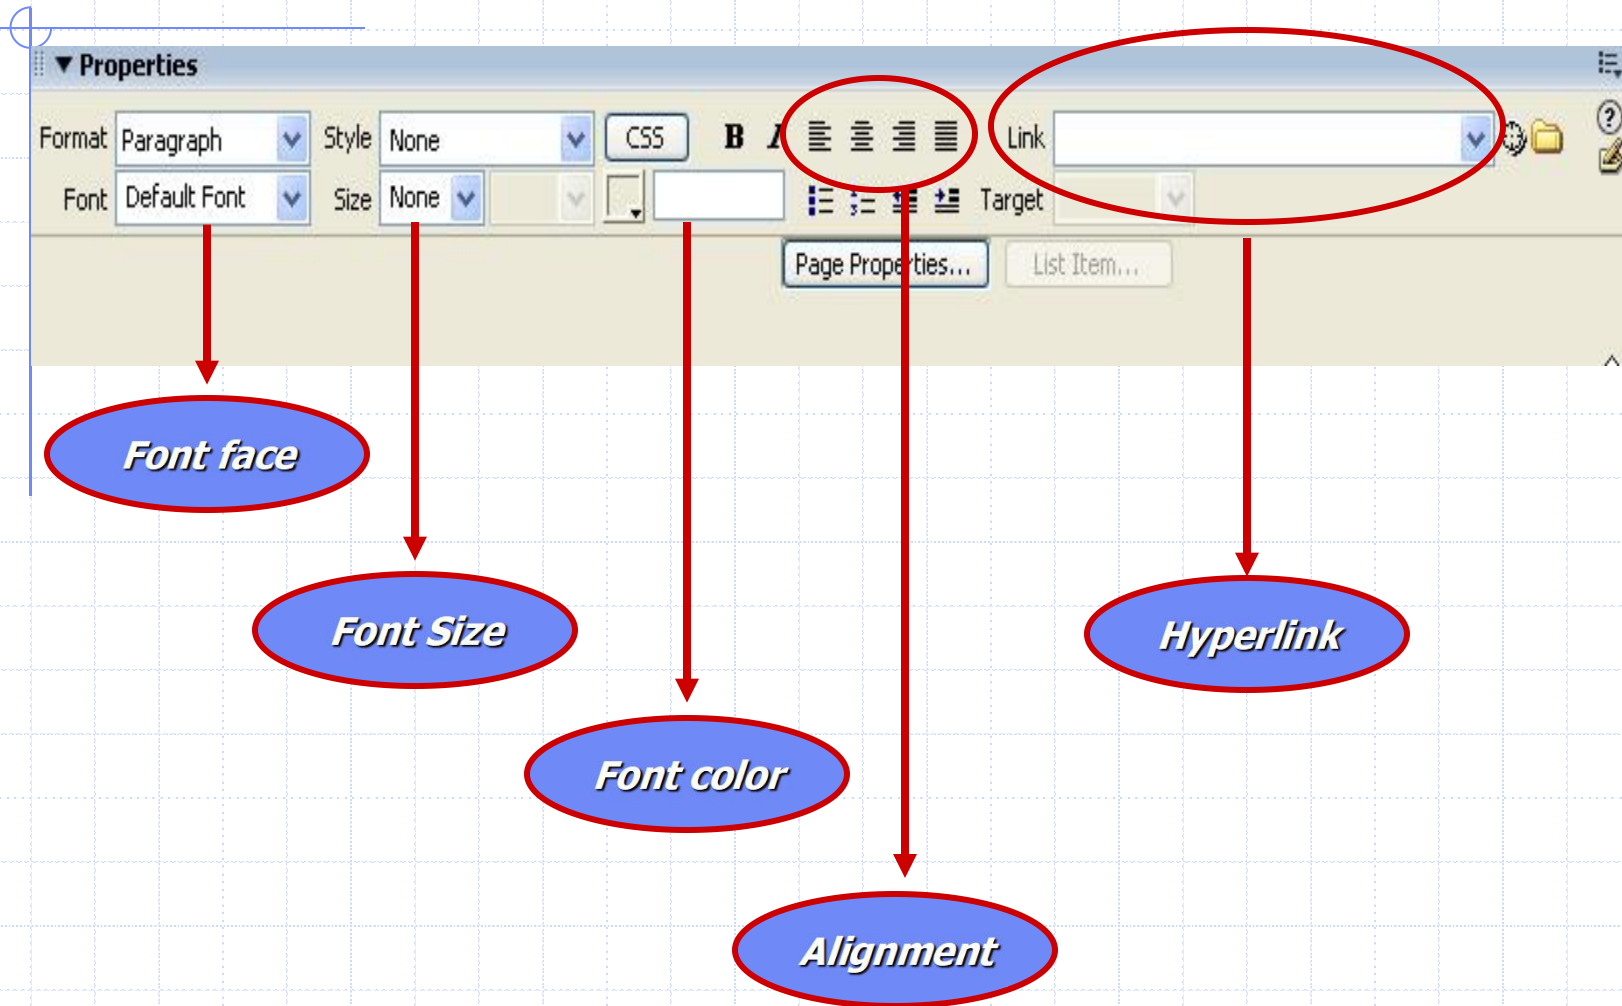 Properties
Format Paragraph Style None CSS B I Link
Font Default Font Size None Target
Page Properties... List Item...
Font face
Font Size
Hyperlink
Font color
Alignment